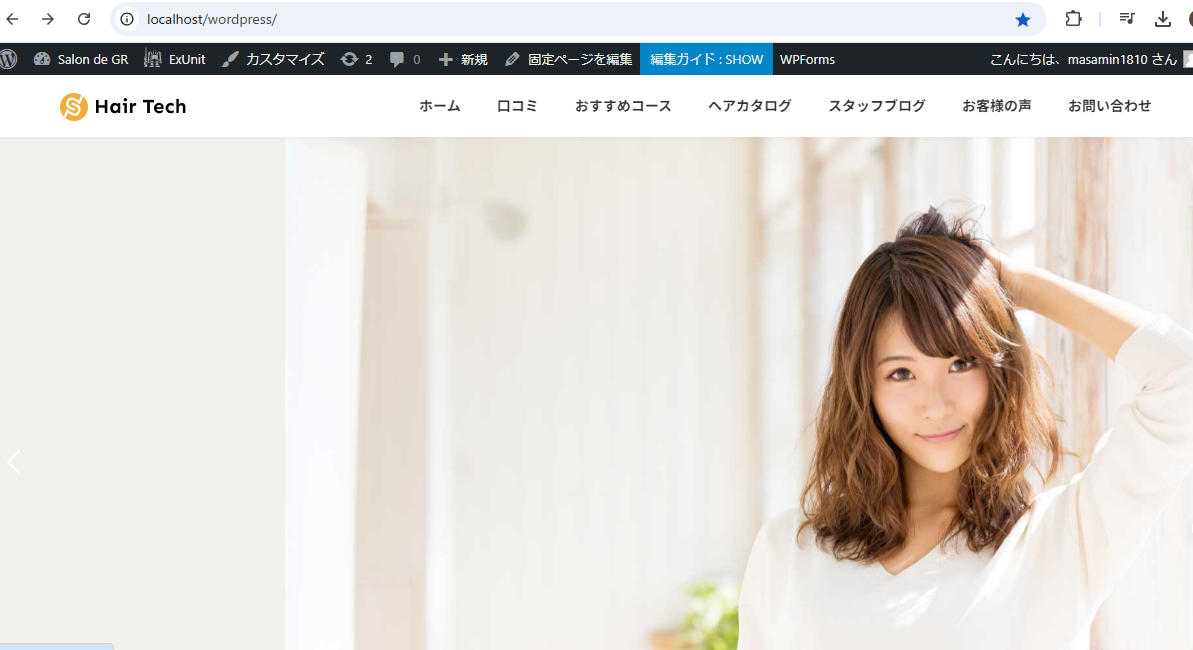 localhost/wordpress/
Salon de GR ExUnit カスタマイズ 2 0 新規 固定ページを編集 編集ガイド : SHOW WPForms こんにちは、masamin1810 さん
Hair Tech ホーム 口コミ おすすめコース ヘアカタログ スタッフブログ お客様の声 お問い合わせ